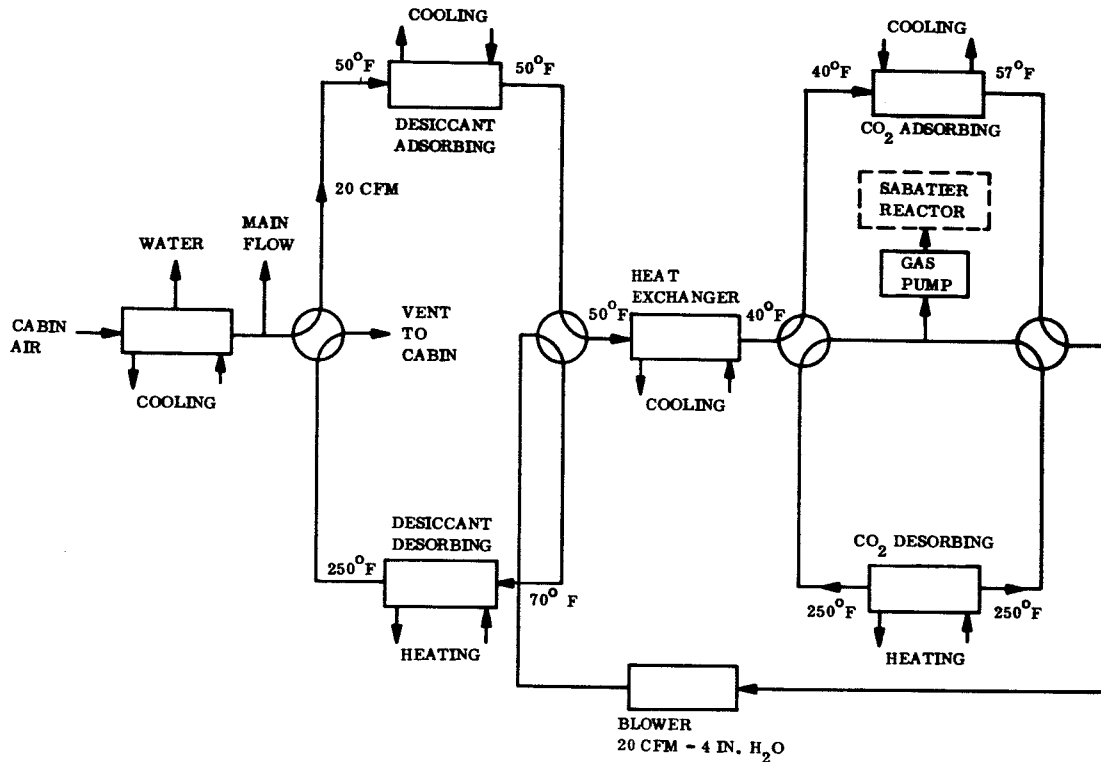 COOLING
50°F
50°F
DESICCANT
ADSORBING
20 CFM
WATER
MAIN
FLOW
CABIN
AIR
COOLING
VENT
TO
CABIN
DESICCANT
DESORBING
250°F
70° F
HEATING
HEAT
EXCHANGER
50°F
40°F
COOLING
BLOWER
20 CFM - 4 IN. H₂O
COOLING
40°F
57°F
CO₂ ADSORBING
SABATIER
REACTOR
GAS
PUMP
CO₂ DESORBING
250°F
250°F
HEATING